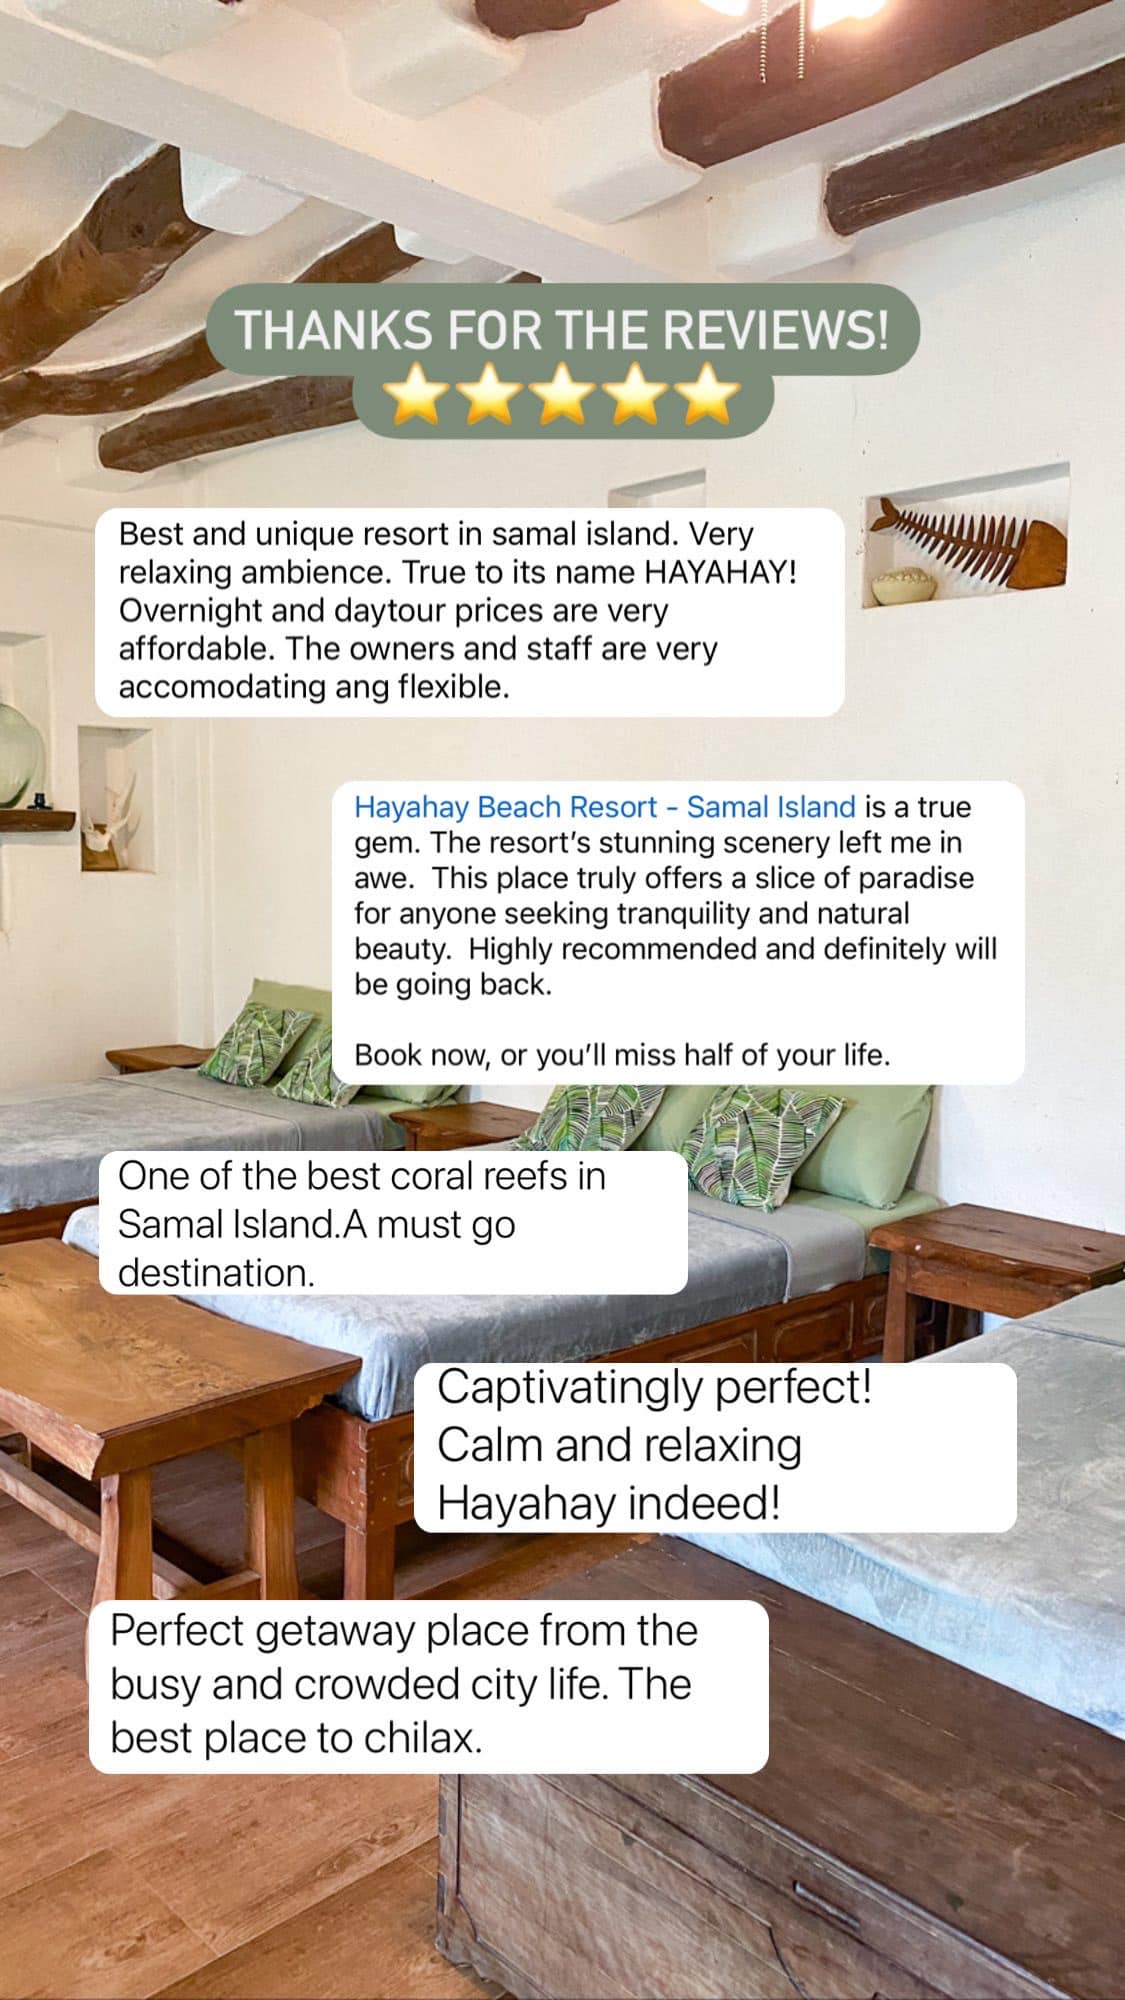 THANKS FOR THE REVIEWS!
⭐⭐⭐⭐⭐
Best and unique resort in samal island. Very
relaxing ambience. True to its name HAYAHAY!
Overnight and daytour prices are very
affordable. The owners and staff are very
accomodating ang flexible.
Hayahay Beach Resort - Samal Island is a true
gem. The resort's stunning scenery left me in
awe.  This place truly offers a slice of paradise
for anyone seeking tranquility and natural
beauty.  Highly recommended and definitely will
be going back.
Book now, or you'll miss half of your life.
One of the best coral reefs in
Samal Island.A must go
destination.
Captivatingly perfect!
Calm and relaxing
Hayahay indeed!
Perfect getaway place from the
busy and crowded city life. The
best place to chilax.